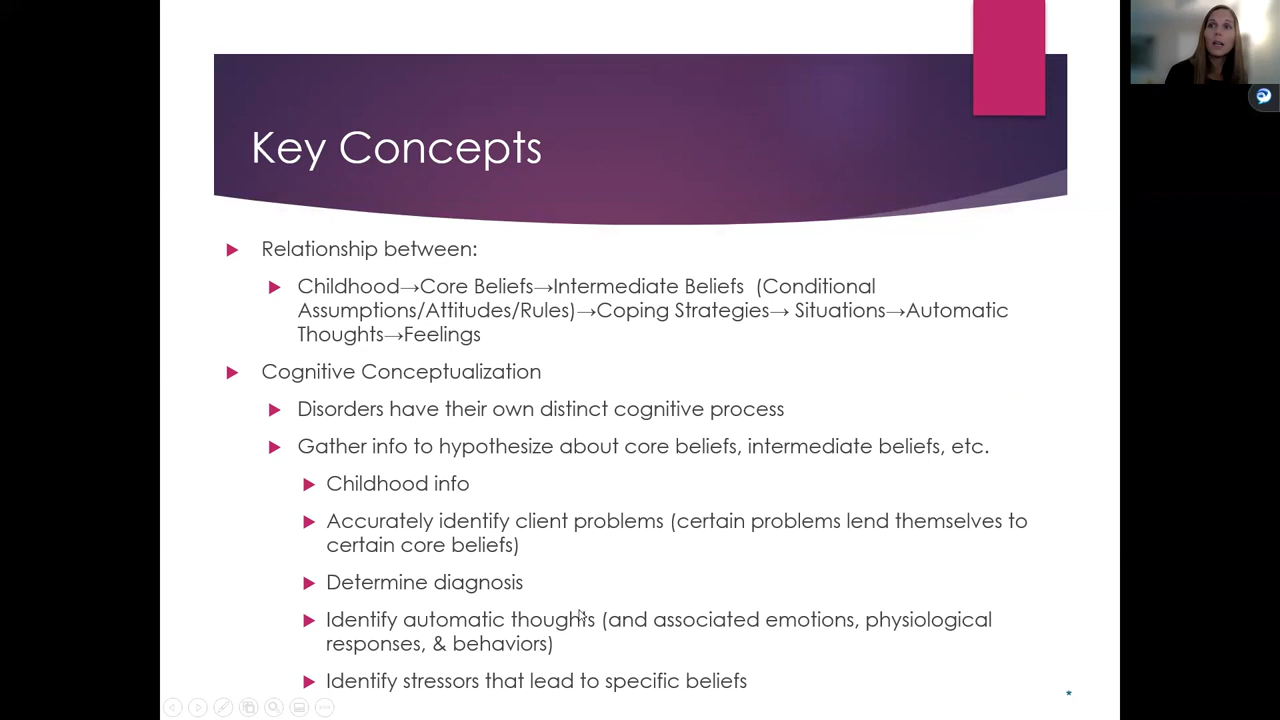 Key Concepts
Relationship between:
Childhood→Core Beliefs→Intermediate Beliefs (Conditional
Assumptions/Attitudes/Rules)→Coping Strategies→ Situations→Automatic
Thoughts→Feelings
Cognitive Conceptualization
Disorders have their own distinct cognitive process
Gather info to hypothesize about core beliefs, intermediate beliefs, etc.
Childhood info
Accurately identify client problems (certain problems lend themselves to
certain core beliefs)
Determine diagnosis
Identify automatic thoughts (and associated emotions, physiological
responses, & behaviors)
Identify stressors that lead to specific beliefs
*